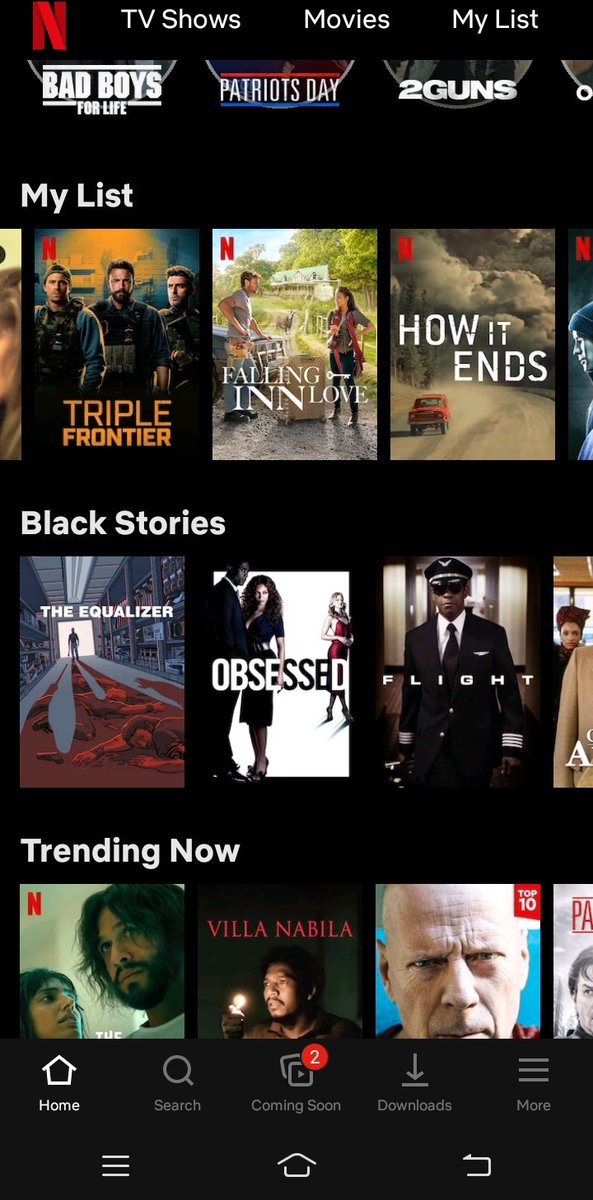 N TV Shows Movies My List
BAD BOYS
FOR LIFE
PATRIOTS DAY
2GUNS
My List
N
TRIPLE
FRONTIER
N
FALLING
INN LOVE
N
HOW IT
ENDS
N
Black Stories
THE EQUALIZER
OBSESSED
FLIGHT
Trending Now
N
THE
VILLA NABILA
TOP
10
PA
2
Home
Search
Coming Soon
Downloads
More